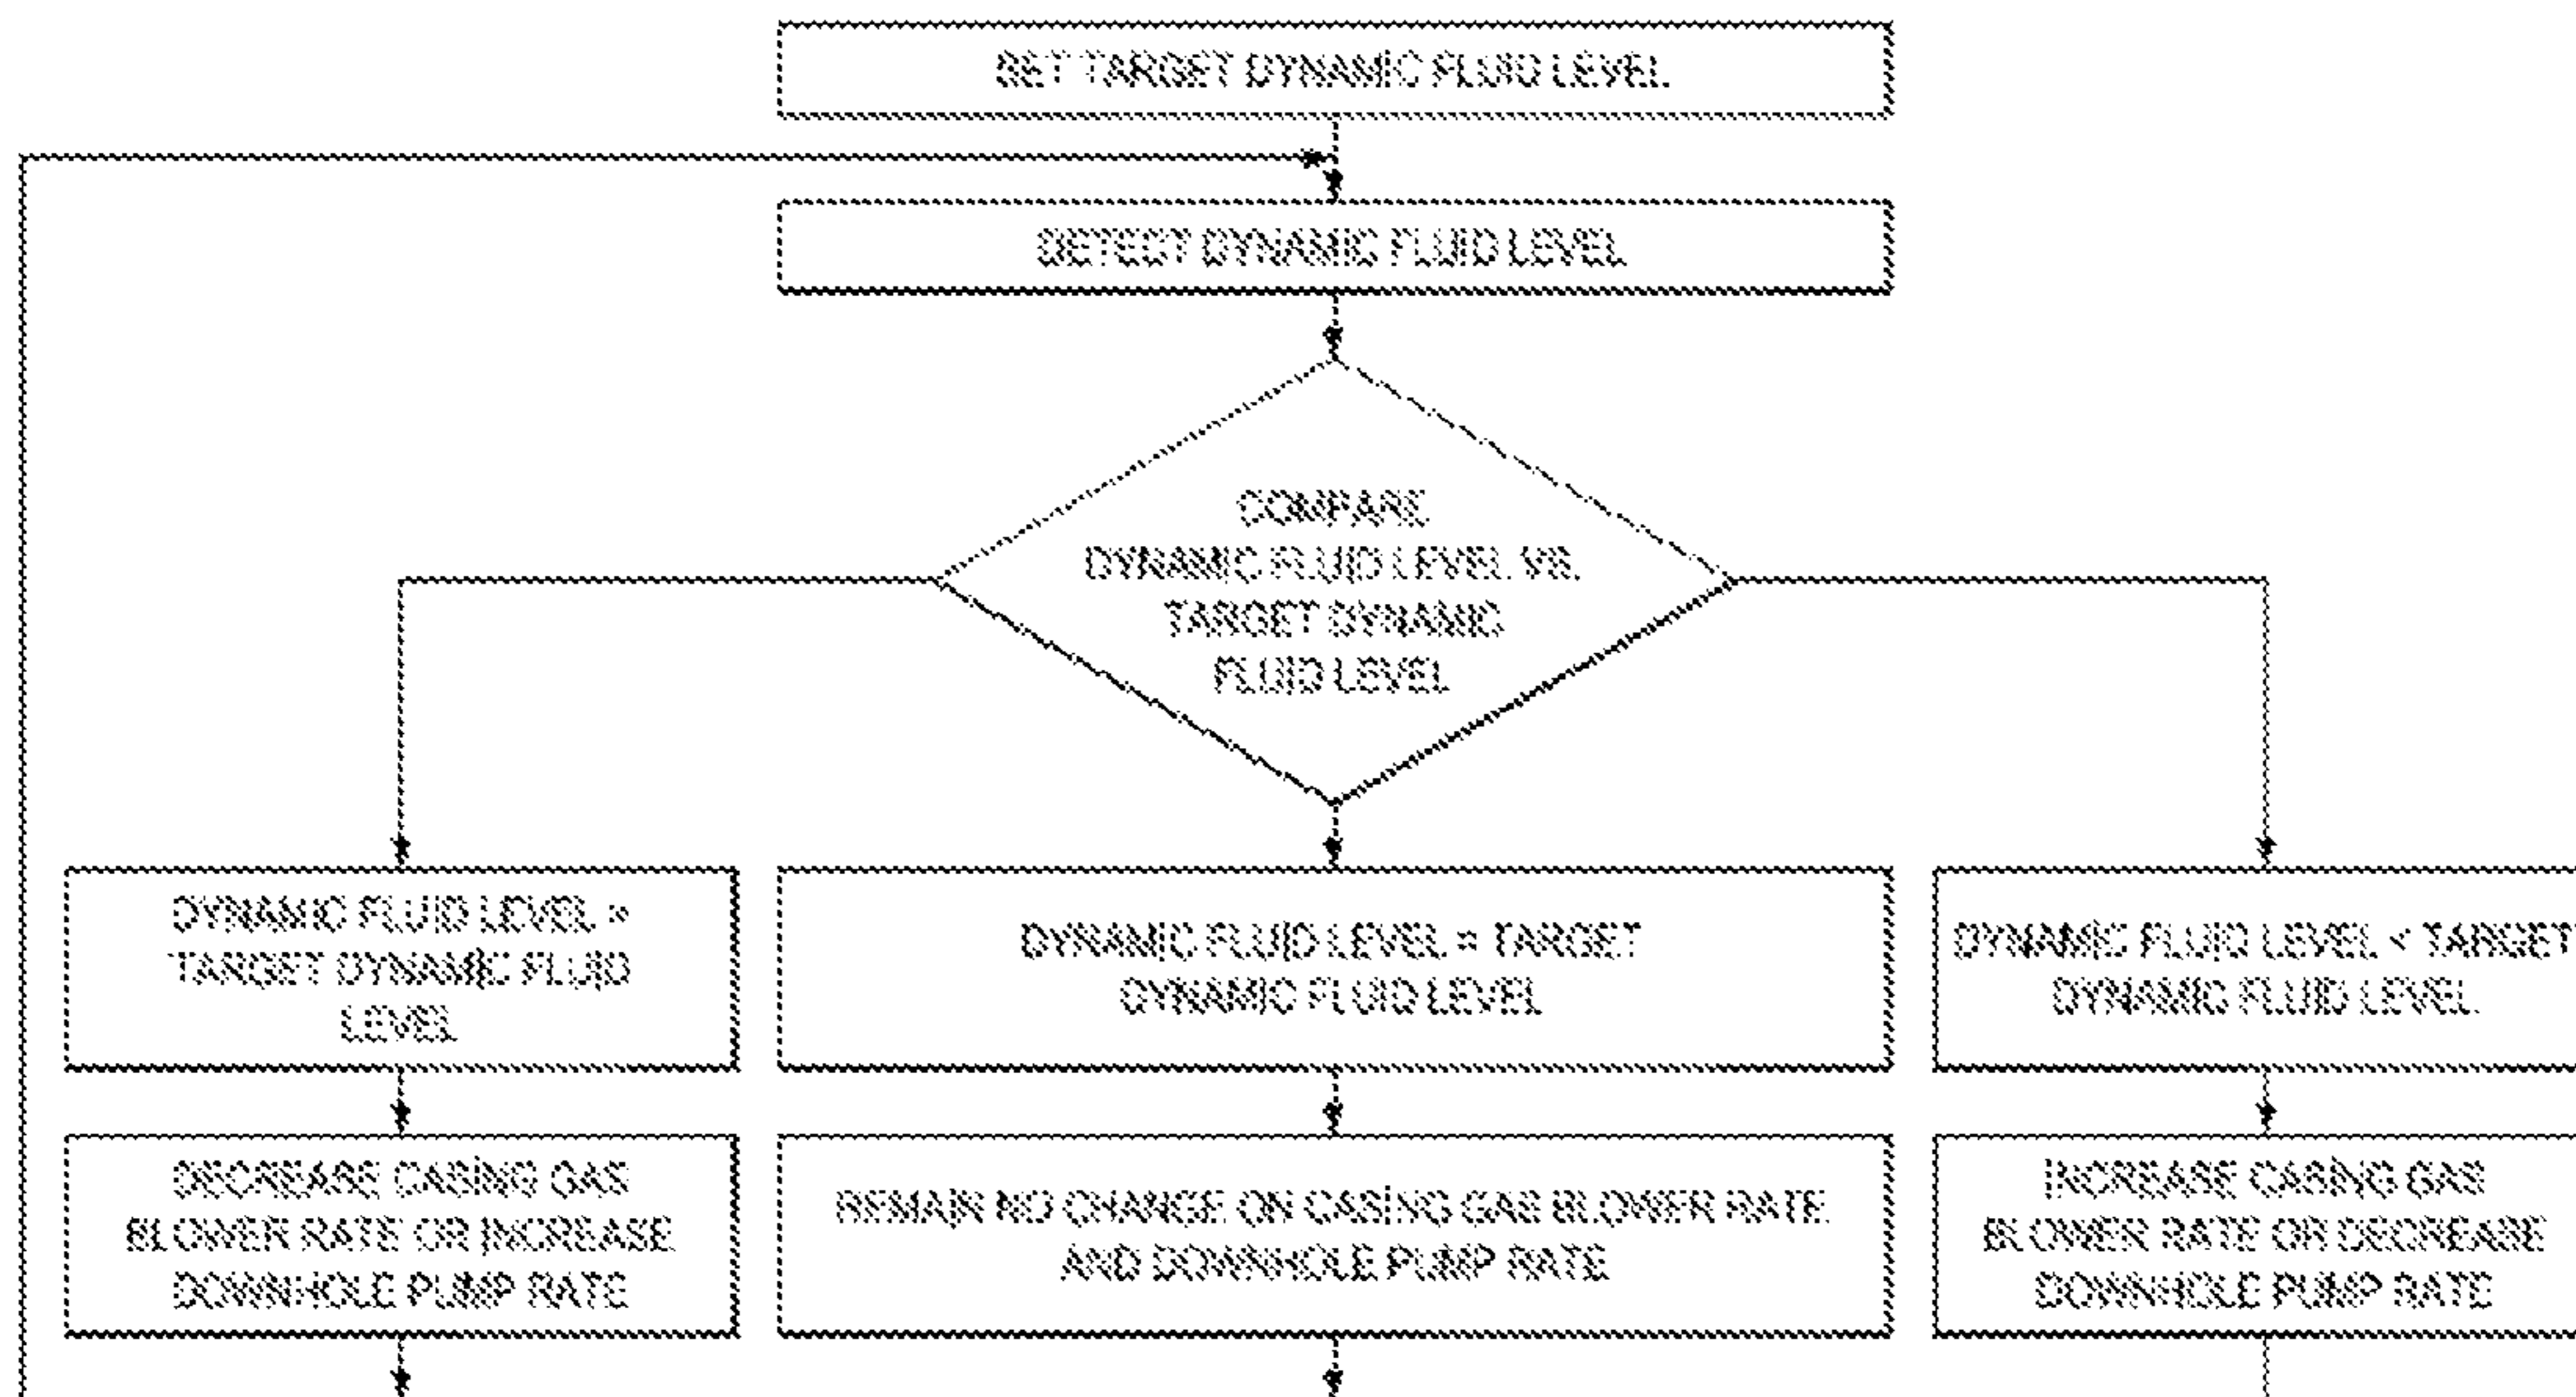 SET TARGET DYNAMIC FLUID LEVEL
DETECT DYNAMIC FLUID LEVEL
COMPARE
DYNAMIC FLUID LEVEL VS.
TARGET DYNAMIC
FLUID LEVEL
DYNAMIC FLUID LEVEL >
TARGET DYNAMIC FLUID
LEVEL
DYNAMIC FLUID LEVEL = TARGET
DYNAMIC FLUID LEVEL
DYNAMIC FLUID LEVEL < TARGET
DYNAMIC FLUID LEVEL
DECREASE CASING GAS
BLOWER RATE OR INCREASE
DOWNHOLE PUMP RATE
REMAIN NO CHANGE ON CASING GAS BLOWER RATE
AND DOWNHOLE PUMP RATE
INCREASE CASING GAS
BLOWER RATE OR DECREASE
DOWNHOLE PUMP RATE